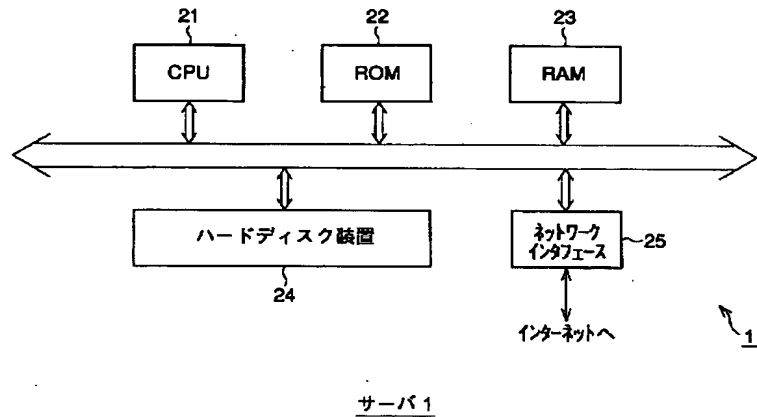 21
22
23
CPU
ROM
RAM
ハードディスク装置
ネットワーク
インタフェース
25
24
インターネットへ
1
サーバ 1